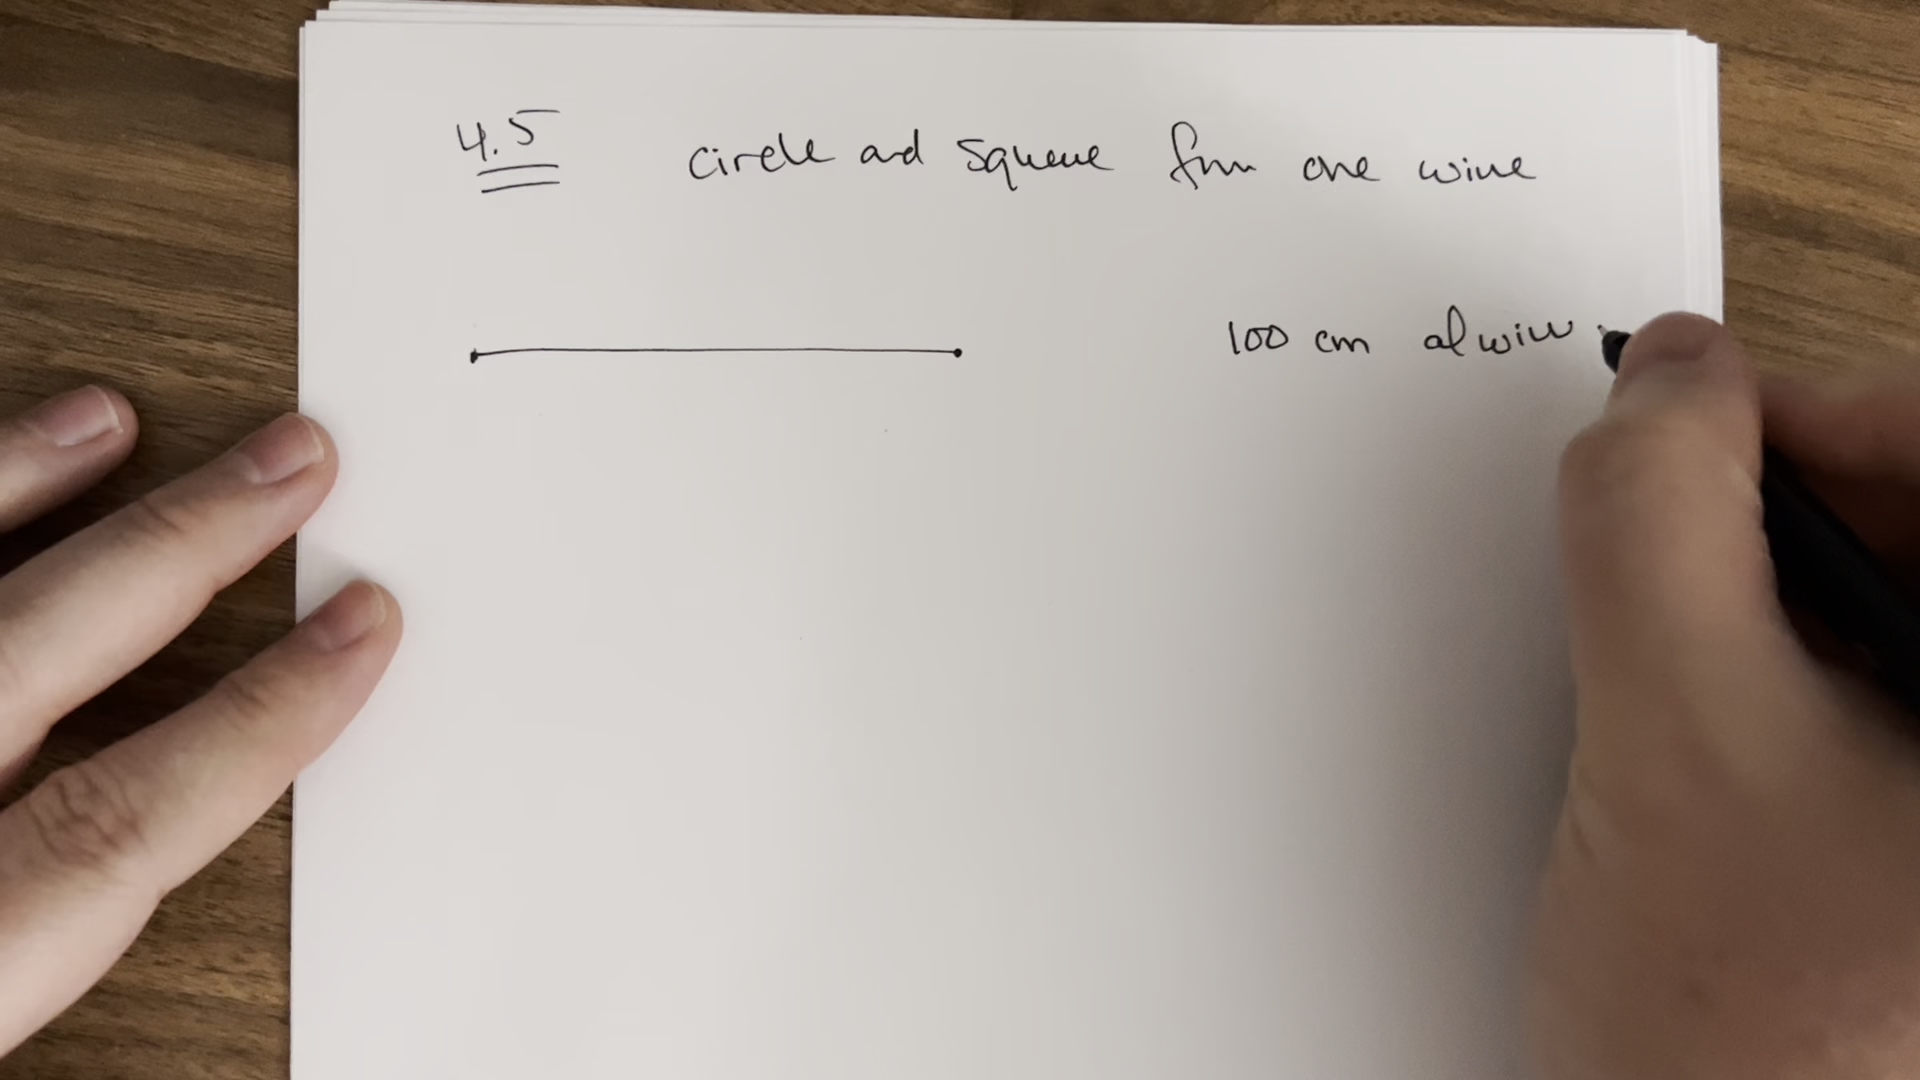 4.5 circle and square from one wire
100 cm of wire